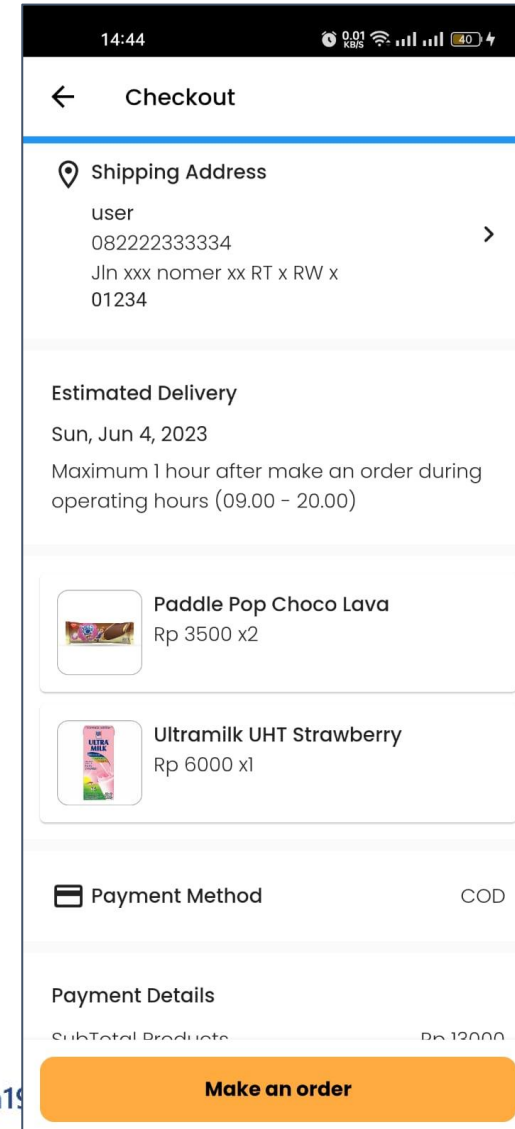 14:44
0.01
KB/S
40
Checkout
Shipping Address
user
082222333334
Jln xxx nomer xx RT x RW x
01234
Estimated Delivery
Sun, Jun 4, 2023
Maximum 1 hour after make an order during
operating hours (09.00 - 20.00)
Paddle Pop Choco Lava
Rp 3500 x2
ULTRA
MILK
Ultramilk UHT Strawberry
Rp 6000 x1
Payment Method COD
Payment Details
SubTotal Products Rp 13000
Make an order